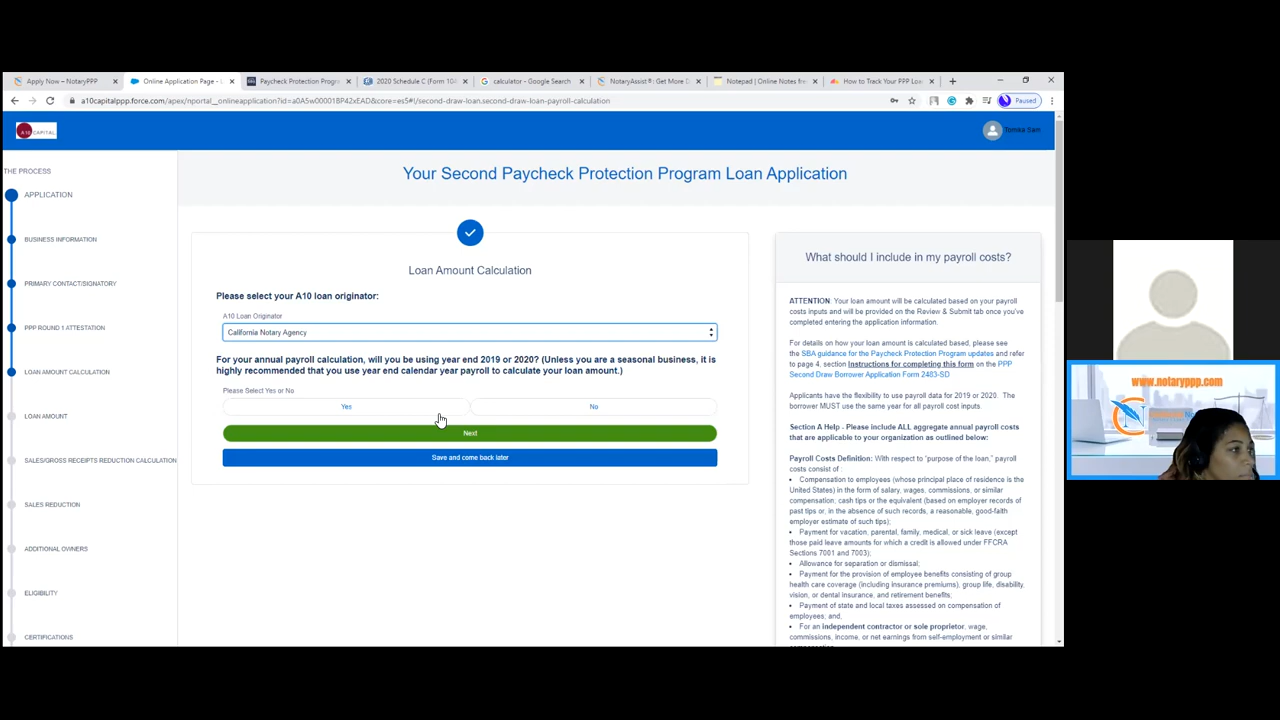 Apply Now – NotaryPPP
Online Application Page -
Paycheck Protection Progr
2020 Schedule C (Form 10
calculator - Google Search
NotaryAssist®: Get More D
Notepad | Online Notes fre
How to Track Your PPP Loa
a10capitalppp.force.com/apex/nportal__onlineapplication?id=a0A5w00001BP42xEAD&core=es5#!/second-draw-loan.second-draw-loan-payroll-calculation
Paused
A10 CAPITAL
Tomika Sam
THE PROCESS
APPLICATION
BUSINESS INFORMATION
PRIMARY CONTACT/SIGNATORY
PPP ROUND 1 ATTESTATION
LOAN AMOUNT CALCULATION
LOAN AMOUNT
SALES/GROSS RECEIPTS REDUCTION CALCULATION
SALES REDUCTION
ADDITIONAL OWNERS
ELIGIBILITY
CERTIFICATIONS
Your Second Paycheck Protection Program Loan Application
Loan Amount Calculation
Please select your A10 loan originator:
A10 Loan Originator
California Notary Agency
For your annual payroll calculation, will you be using year end 2019 or 2020? (Unless you are a seasonal business, it is
highly recommended that you use year end calendar year payroll to calculate your loan amount.)
Please Select Yes or No
Yes
No
Next
Save and come back later
What should I include in my payroll costs?
ATTENTION: Your loan amount will be calculated based on your payroll
costs inputs and will be provided on the Review & Submit tab once you've
completed entering the application information.
For details on how your loan amount is calculated based, please see
the SBA guidance for the Paycheck Protection Program updates and refer
to page 4, section Instructions for completing this form on the PPP
Second Draw Borrower Application Form 2483-SD
Applicants have the flexibility to use payroll data for 2019 or 2020. The
borrower MUST use the same year for all payroll cost inputs.
Section A Help - Please include ALL aggregate annual payroll costs
that are applicable to your organization as outlined below:
Payroll Costs Definition: With respect to "purpose of the loan," payroll
costs consist of :
• Compensation to employees (whose principal place of residence is the
United States) in the form of salary, wages, commissions, or similar
compensation, cash tips or the equivalent (based on employer records of
past tips or, in the absence of such records, a reasonable, good-faith
employer estimate of such tips);
• Payment for vacation, parental, family, medical, or sick leave (except
those paid leave amounts for which a credit is allowed under FFCRA
Sections 7001 and 7003);
• Allowance for separation or dismissal;
• Payment for the provision of employee benefits consisting of group
health care coverage (including insurance premiums), group life, disability,
vision, or dental insurance, and retirement benefits;
• Payment of state and local taxes assessed on compensation of
employees; and,
• For an independent contractor or sole proprietor, wage,
commissions, income, or net earnings from self-employment or similar
www.notaryppp.com